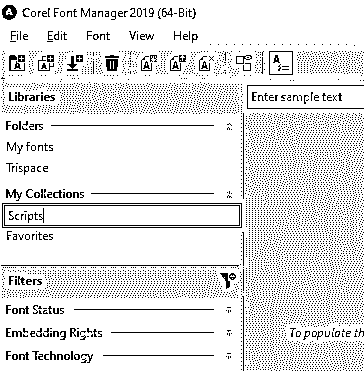 Corel Font Manager 2019 (64-Bit)
File Edit Font View Help
Libraries
Enter sample text
Folders
My fonts
Trispace
My Collections
Scripts
Favorites
Filters
Font Status
Embedding Rights
To populate th
Font Technology